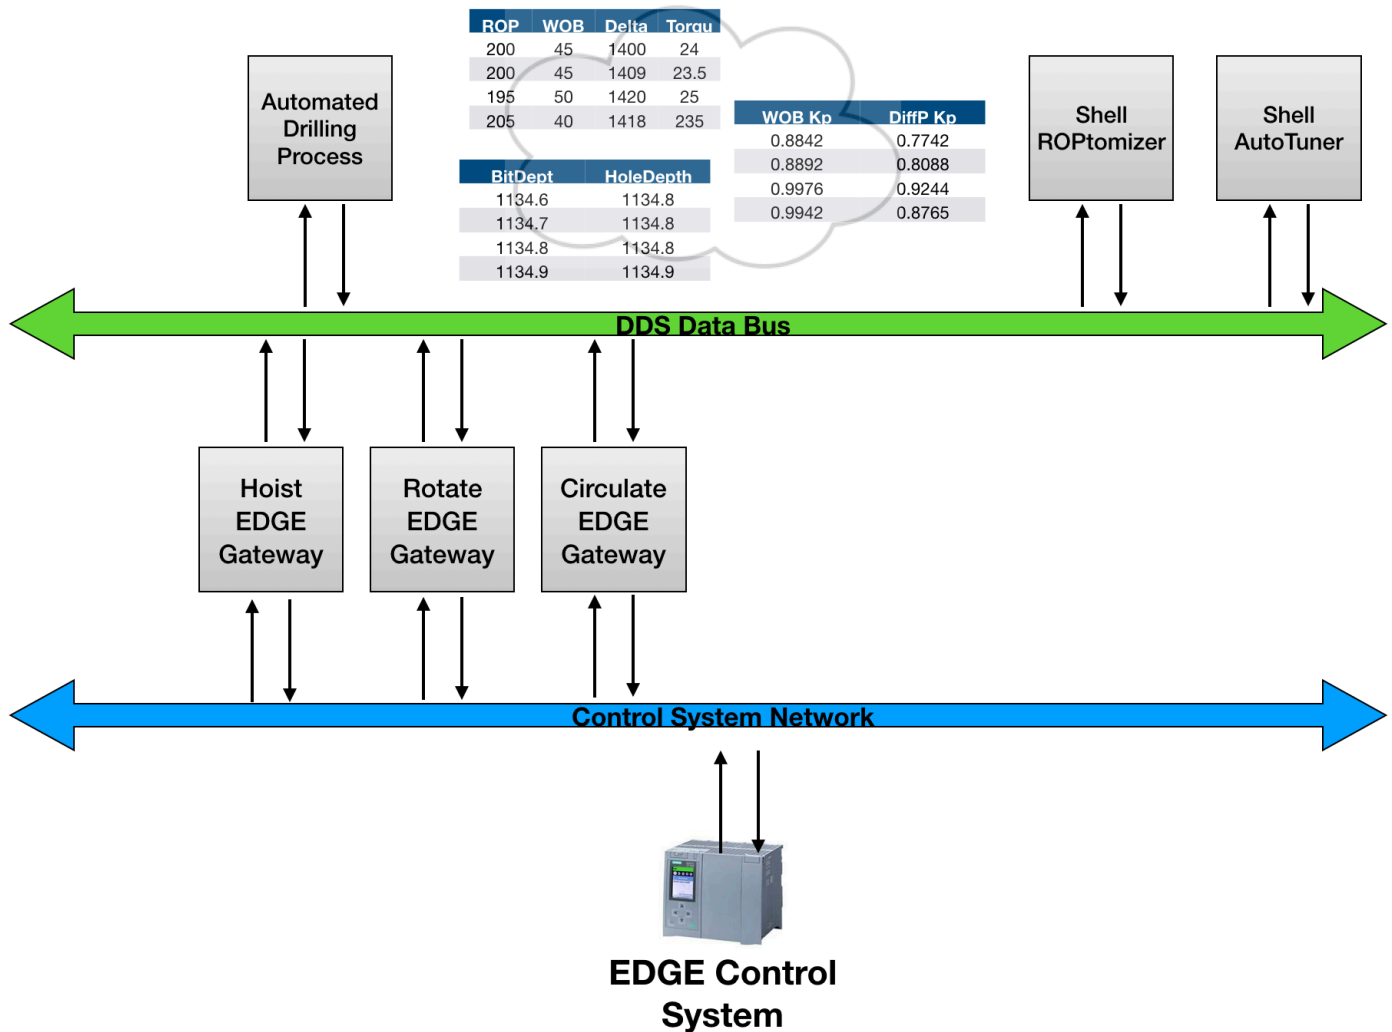 ROP WOB Delta Torqu
200 45 1400 24
200 45 1409 23.5
195 50 1420 25
205 40 1418 235
Automated
Drilling
Process
WOB Kp DiffP Kp
0.8842 0.7742
0.8892 0.8088
0.9976 0.9244
0.9942 0.8765
Shell
ROPtomizer
Shell
AutoTuner
BitDept HoleDepth
1134.6 1134.8
1134.7 1134.8
1134.8 1134.8
1134.9 1134.9
DDS Data Bus
Hoist
EDGE
Gateway
Rotate
EDGE
Gateway
Circulate
EDGE
Gateway
Control System Network
EDGE Control
System